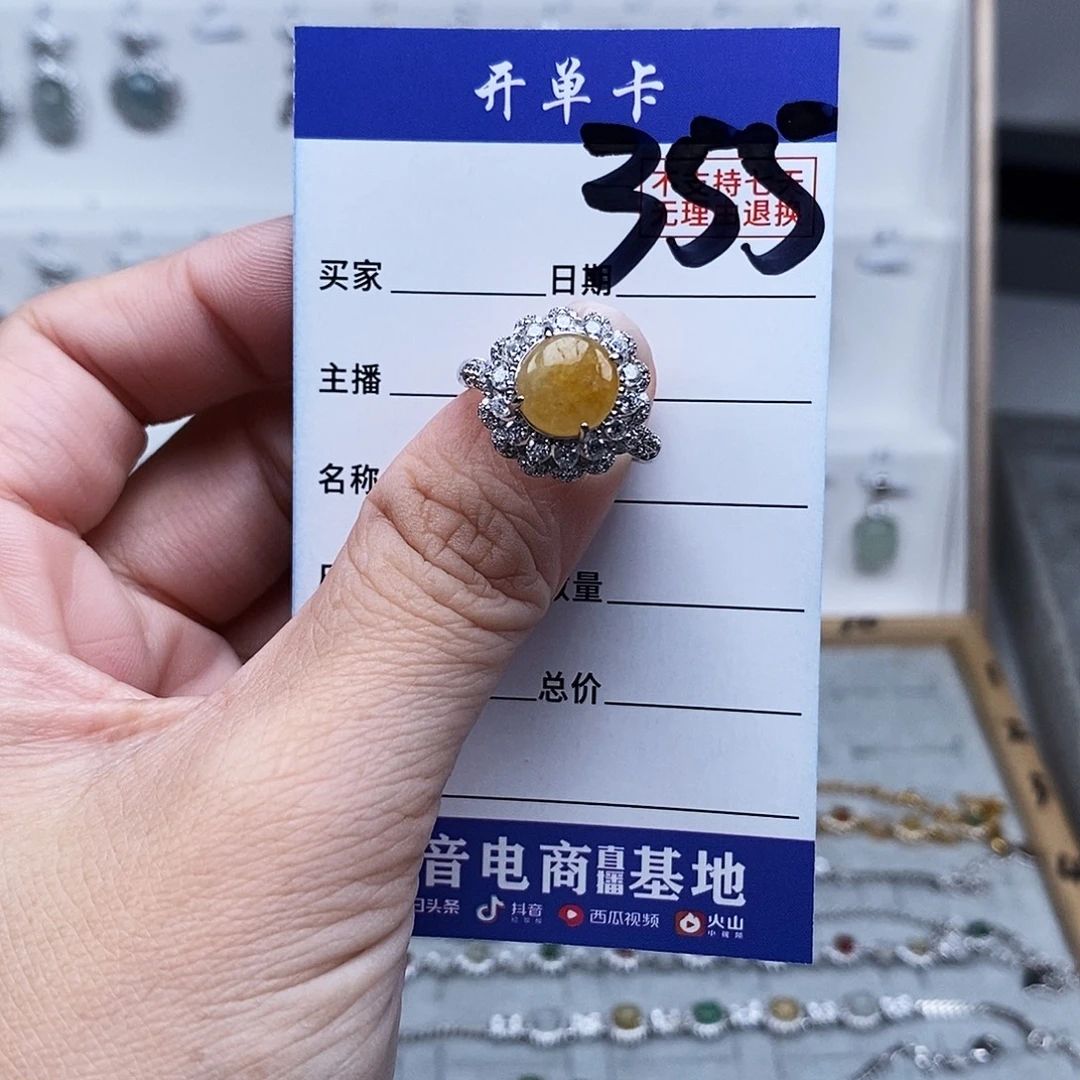 开单卡
355
不支持七天
无理由退换
买家 日期
主播
名称
数量
总价
音电商直播基地
日头条 抖音 西瓜视频 火山